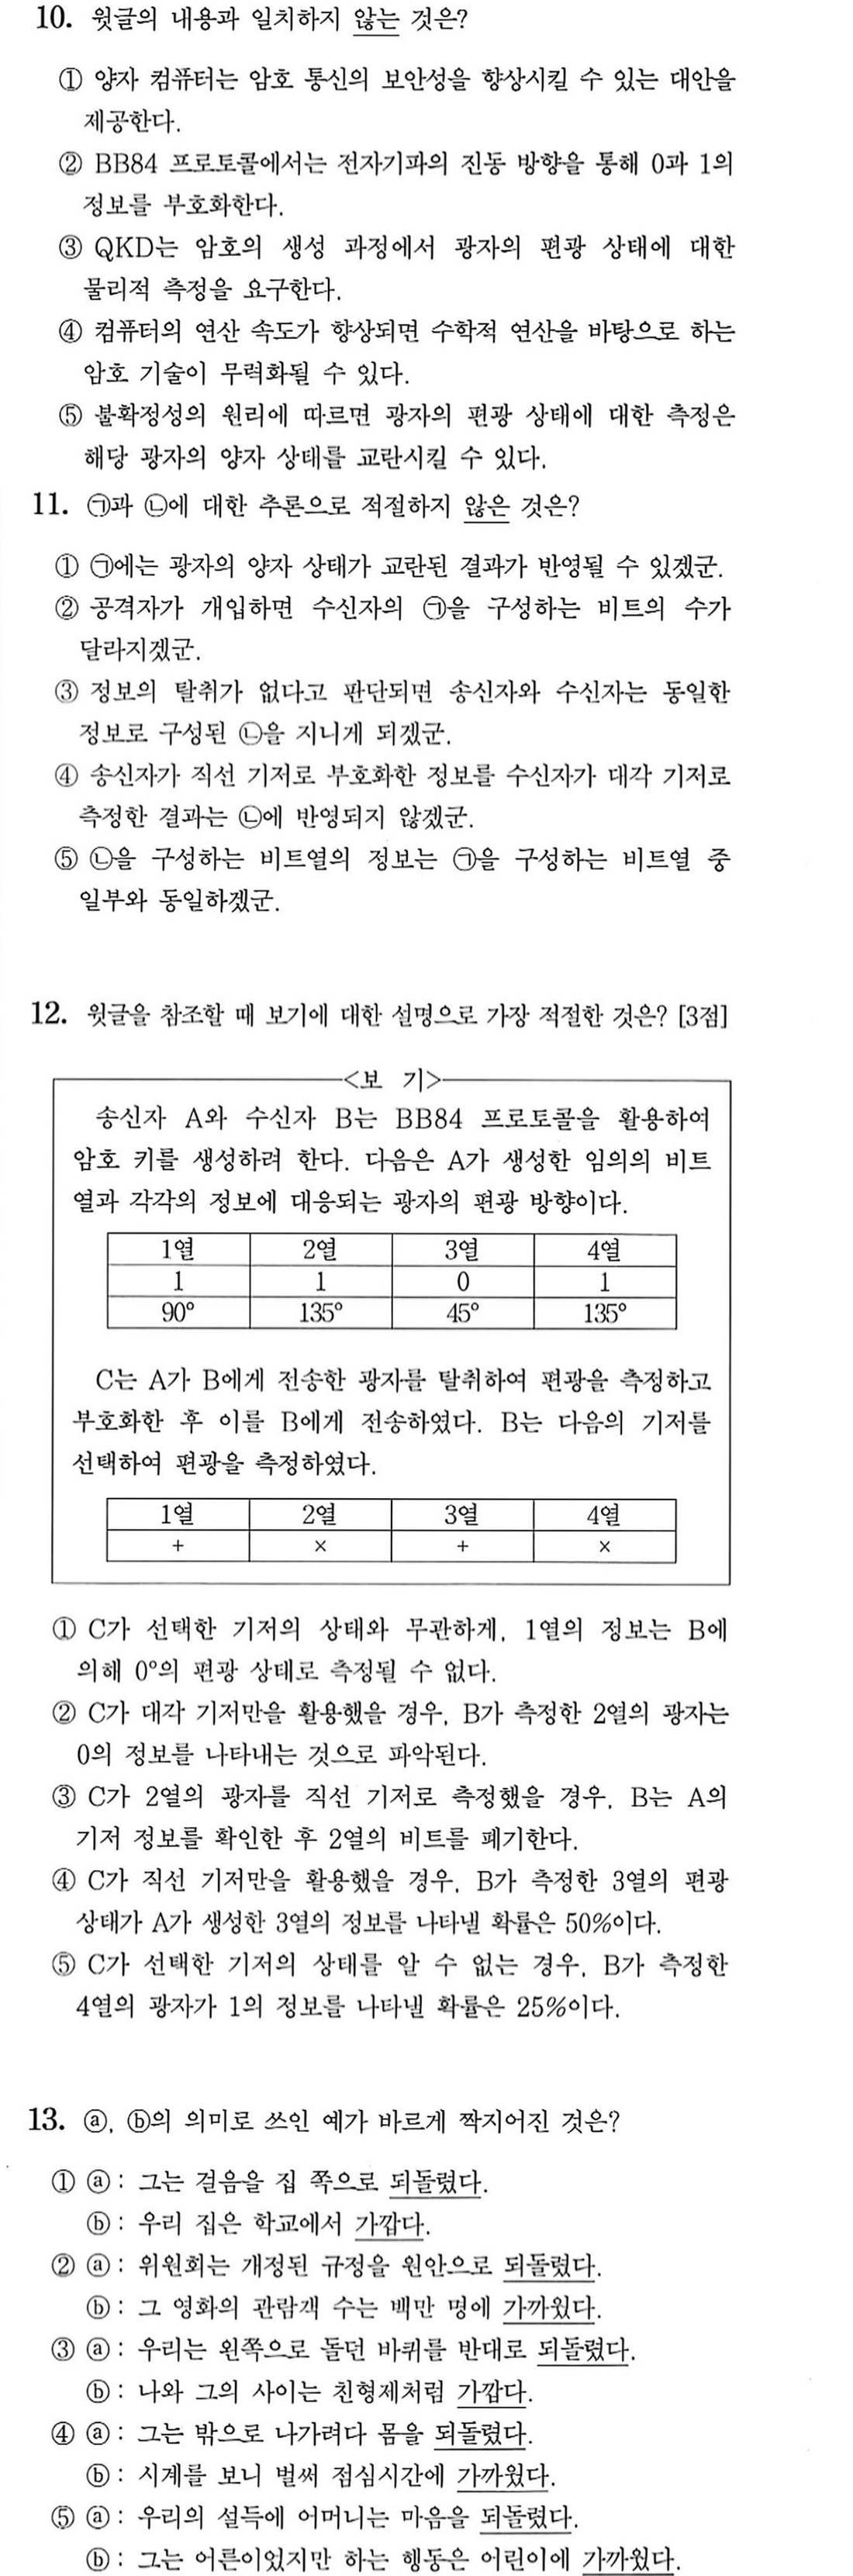 10. 윗글의 내용과 일치하지 않는 것은?
① 양자 컴퓨터는 암호 통신의 보안성을 향상시킬 수 있는 대안을
제공한다.
② BB84 프로토콜에서는 전자기파의 진동 방향을 통해 0과 1의
정보를 부호화한다.
③ QKD는 암호의 생성 과정에서 광자의 편광 상태에 대한
물리적 측정을 요구한다.
④ 컴퓨터의 연산 속도가 향상되면 수학적 연산을 바탕으로 하는
암호 기술이 무력화될 수 있다.
⑤ 불확정성의 원리에 따르면 광자의 편광 상태에 대한 측정은
해당 광자의 양자 상태를 교란시킬 수 있다.
11. ㉠과 ㉡에 대한 추론으로 적절하지 않은 것은?
① ㉠에는 광자의 양자 상태가 교란된 결과가 반영될 수 있겠군.
② 공격자가 개입하면 수신자의 ㉠을 구성하는 비트의 수가
달라지겠군.
③ 정보의 탈취가 없다고 판단되면 송신자와 수신자는 동일한
정보로 구성된 ㉡을 지니게 되겠군.
④ 송신자가 직선 기저로 부호화한 정보를 수신자가 대각 기저로
측정한 결과는 ㉡에 반영되지 않겠군.
⑤ ㉡을 구성하는 비트열의 정보는 ㉠을 구성하는 비트열 중
일부와 동일하겠군.
12. 윗글을 참조할 때 보기에 대한 설명으로 가장 적절한 것은? [3점]
<보 기>
송신자 A와 수신자 B는 BB84 프로토콜을 활용하여
암호 키를 생성하려 한다. 다음은 A가 생성한 임의의 비트
열과 각각의 정보에 대응되는 광자의 편광 방향이다.
1열 2열 3열 4열
1 1 0 1
90° 135° 45° 135°
C는 A가 B에게 전송한 광자를 탈취하여 편광을 측정하고
부호화한 후 이를 B에게 전송하였다. B는 다음의 기저를
선택하여 편광을 측정하였다.
1열 2열 3열 4열
+ × + ×
① C가 선택한 기저의 상태와 무관하게, 1열의 정보는 B에
의해 0°의 편광 상태로 측정될 수 없다.
② C가 대각 기저만을 활용했을 경우, B가 측정한 2열의 광자는
0의 정보를 나타내는 것으로 파악된다.
③ C가 2열의 광자를 직선 기저로 측정했을 경우, B는 A의
기저 정보를 확인한 후 2열의 비트를 폐기한다.
④ C가 직선 기저만을 활용했을 경우, B가 측정한 3열의 편광
상태가 A가 생성한 3열의 정보를 나타낼 확률은 50%이다.
⑤ C가 선택한 기저의 상태를 알 수 없는 경우, B가 측정한
4열의 광자가 1의 정보를 나타낼 확률은 25%이다.
13. ⓐ, ⓑ의 의미로 쓰인 예가 바르게 짝지어진 것은?
① ⓐ : 그는 걸음을 집 쪽으로 되돌렸다.
ⓑ : 우리 집은 학교에서 가깝다.
② ⓐ : 위원회는 개정된 규정을 원안으로 되돌렸다.
ⓑ : 그 영화의 관람객 수는 백만 명에 가까웠다.
③ ⓐ : 우리는 왼쪽으로 돌던 바퀴를 반대로 되돌렸다.
ⓑ : 나와 그의 사이는 친형제처럼 가깝다.
④ ⓐ : 그는 밖으로 나가려다 몸을 되돌렸다.
ⓑ : 시계를 보니 벌써 점심시간에 가까웠다.
⑤ ⓐ : 우리의 설득에 어머니는 마음을 되돌렸다.
ⓑ : 그는 어른이었지만 하는 행동은 어린이에 가까웠다.